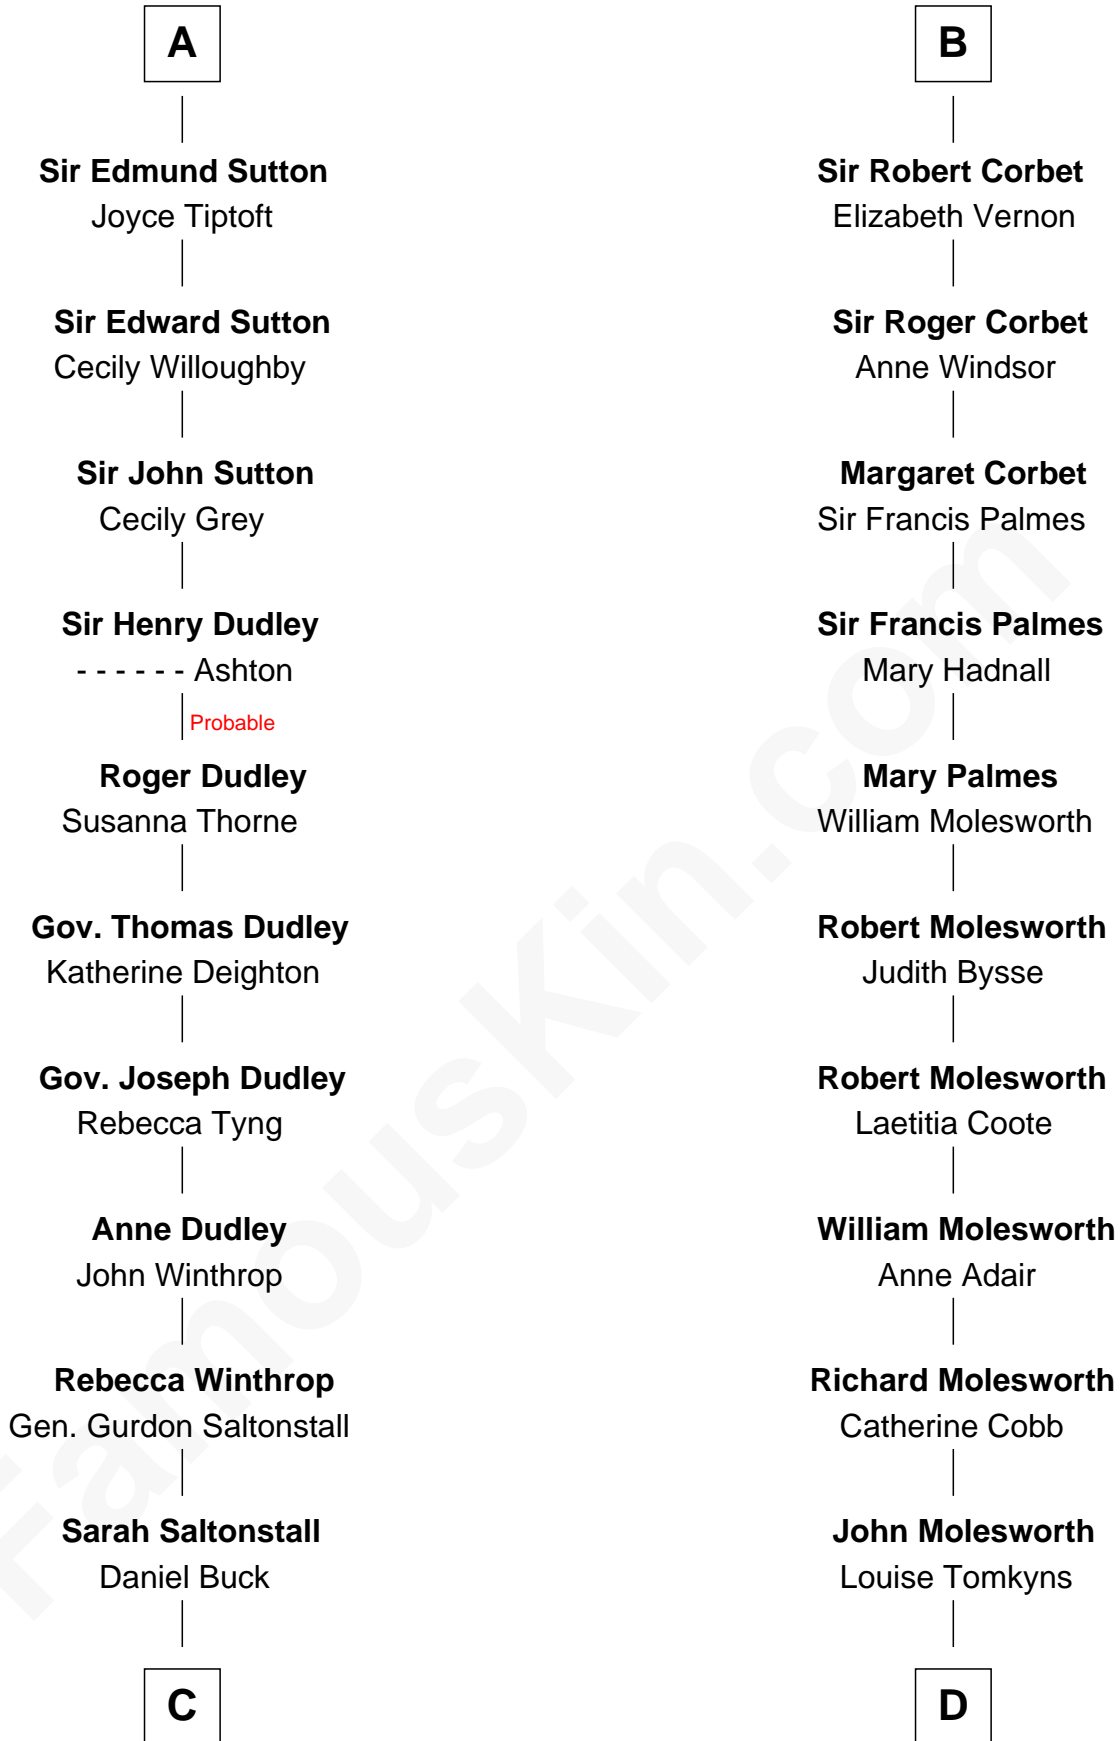 A
Sir Edmund Sutton
Joyce Tiptoft
Sir Edward Sutton
Cecily Willoughby
Sir John Sutton
Cecily Grey
Sir Henry Dudley
- - - - - - Ashton
Probable
Roger Dudley
Susanna Thorne
Gov. Thomas Dudley
Katherine Deighton
Gov. Joseph Dudley
Rebecca Tyng
Anne Dudley
John Winthrop
Rebecca Winthrop
Gen. Gurdon Saltonstall
Sarah Saltonstall
Daniel Buck
C
B
Sir Robert Corbet
Elizabeth Vernon
Sir Roger Corbet
Anne Windsor
Margaret Corbet
Sir Francis Palmes
Sir Francis Palmes
Mary Hadnall
Mary Palmes
William Molesworth
Robert Molesworth
Judith Bysse
Robert Molesworth
Laetitia Coote
William Molesworth
Anne Adair
Richard Molesworth
Catherine Cobb
John Molesworth
Louise Tomkyns
D
FamousKin.com